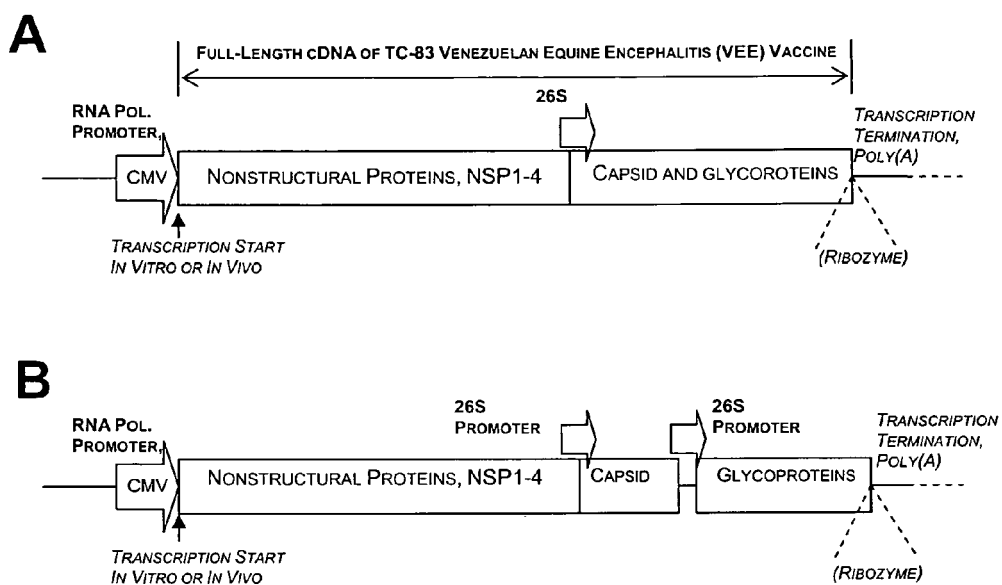 A
FULL-LENGTH CDNA OF TC-83 VENEZUELAN EQUINE ENCEPHALITIS (VEE) VACCINE
26S
RNA POL.
PROMOTER,
TRANSCRIPTION
TERMINATION,
POLY(A)
CMV
NONSTRUCTURAL PROTEINS, NSP1-4
CAPSID AND GLYCOROTEINS
TRANSCRIPTION START
IN VITRO OR IN VIVO
(RIBOZYME)
B
26S
PROMOTER
26S
PROMOTER
RNA POL.
PROMOTER,
TRANSCRIPTION
TERMINATION,
POLY(A)
CMV
NONSTRUCTURAL PROTEINS, NSP1-4
CAPSID
GLYCOPROTEINS
TRANSCRIPTION START
IN VITRO OR IN VIVO
(RIBOZYME)